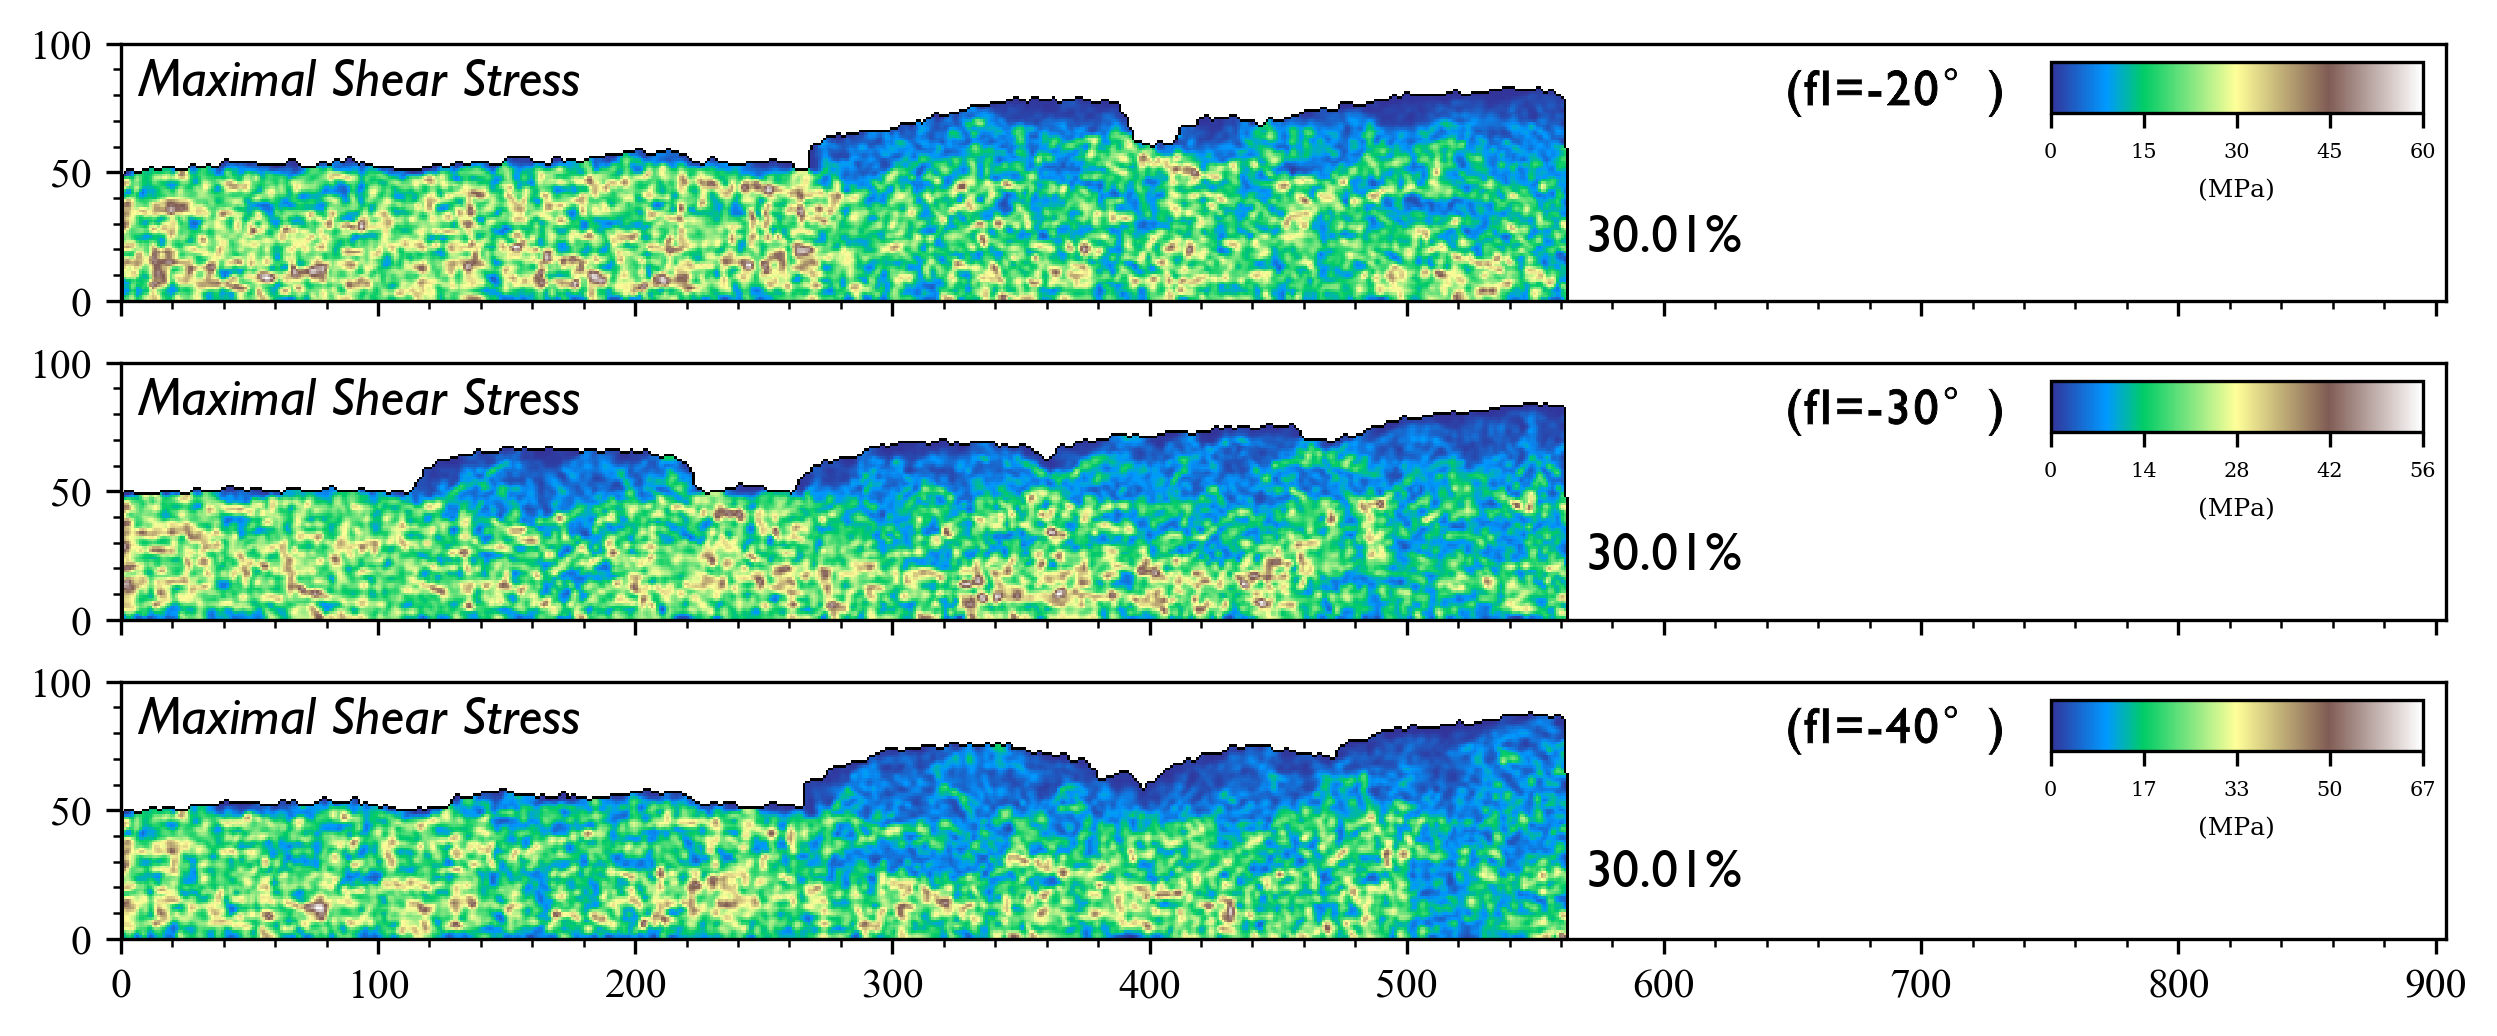 100
50
0
Maximal Shear Stress
(fl=-20° )
0 15 30 45 60
(MPa)
30.01%
100
50
0
Maximal Shear Stress
(fl=-30° )
0 14 28 42 56
(MPa)
30.01%
100
50
0
Maximal Shear Stress
(fl=-40° )
0 17 33 50 67
(MPa)
30.01%
0 100 200 300 400 500 600 700 800 900